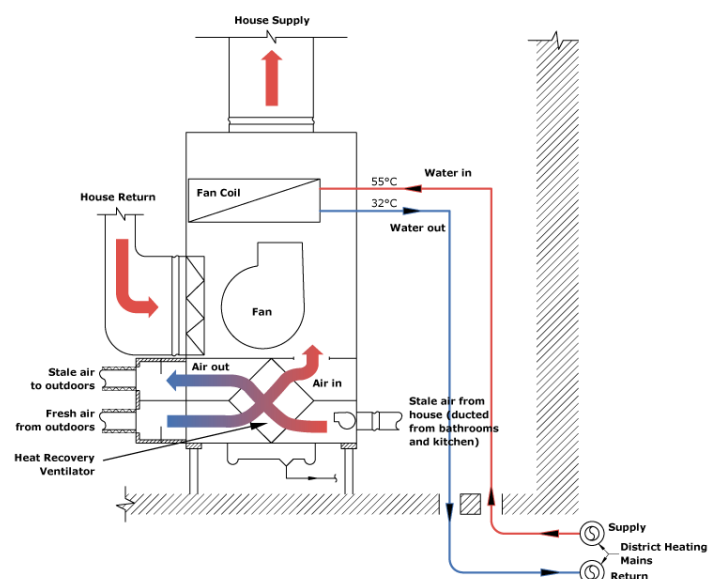 House Supply
Water in
55°C
Fan Coil
House Return
32°C
Water out
Fan
Stale air
to outdoors
Air out
Air in
Fresh air
from outdoors
Stale air from
house (ducted
from bathrooms
and kitchen)
Heat Recovery
Ventilator
Supply
District Heating
Mains
Return